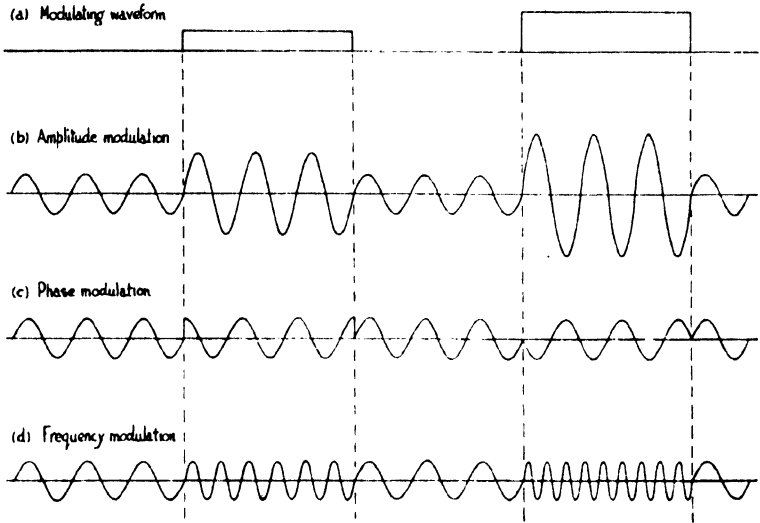 (a) Modulating waveform
(b) Amplitude modulation
(c) Phase modulation
(d) Frequency modulation